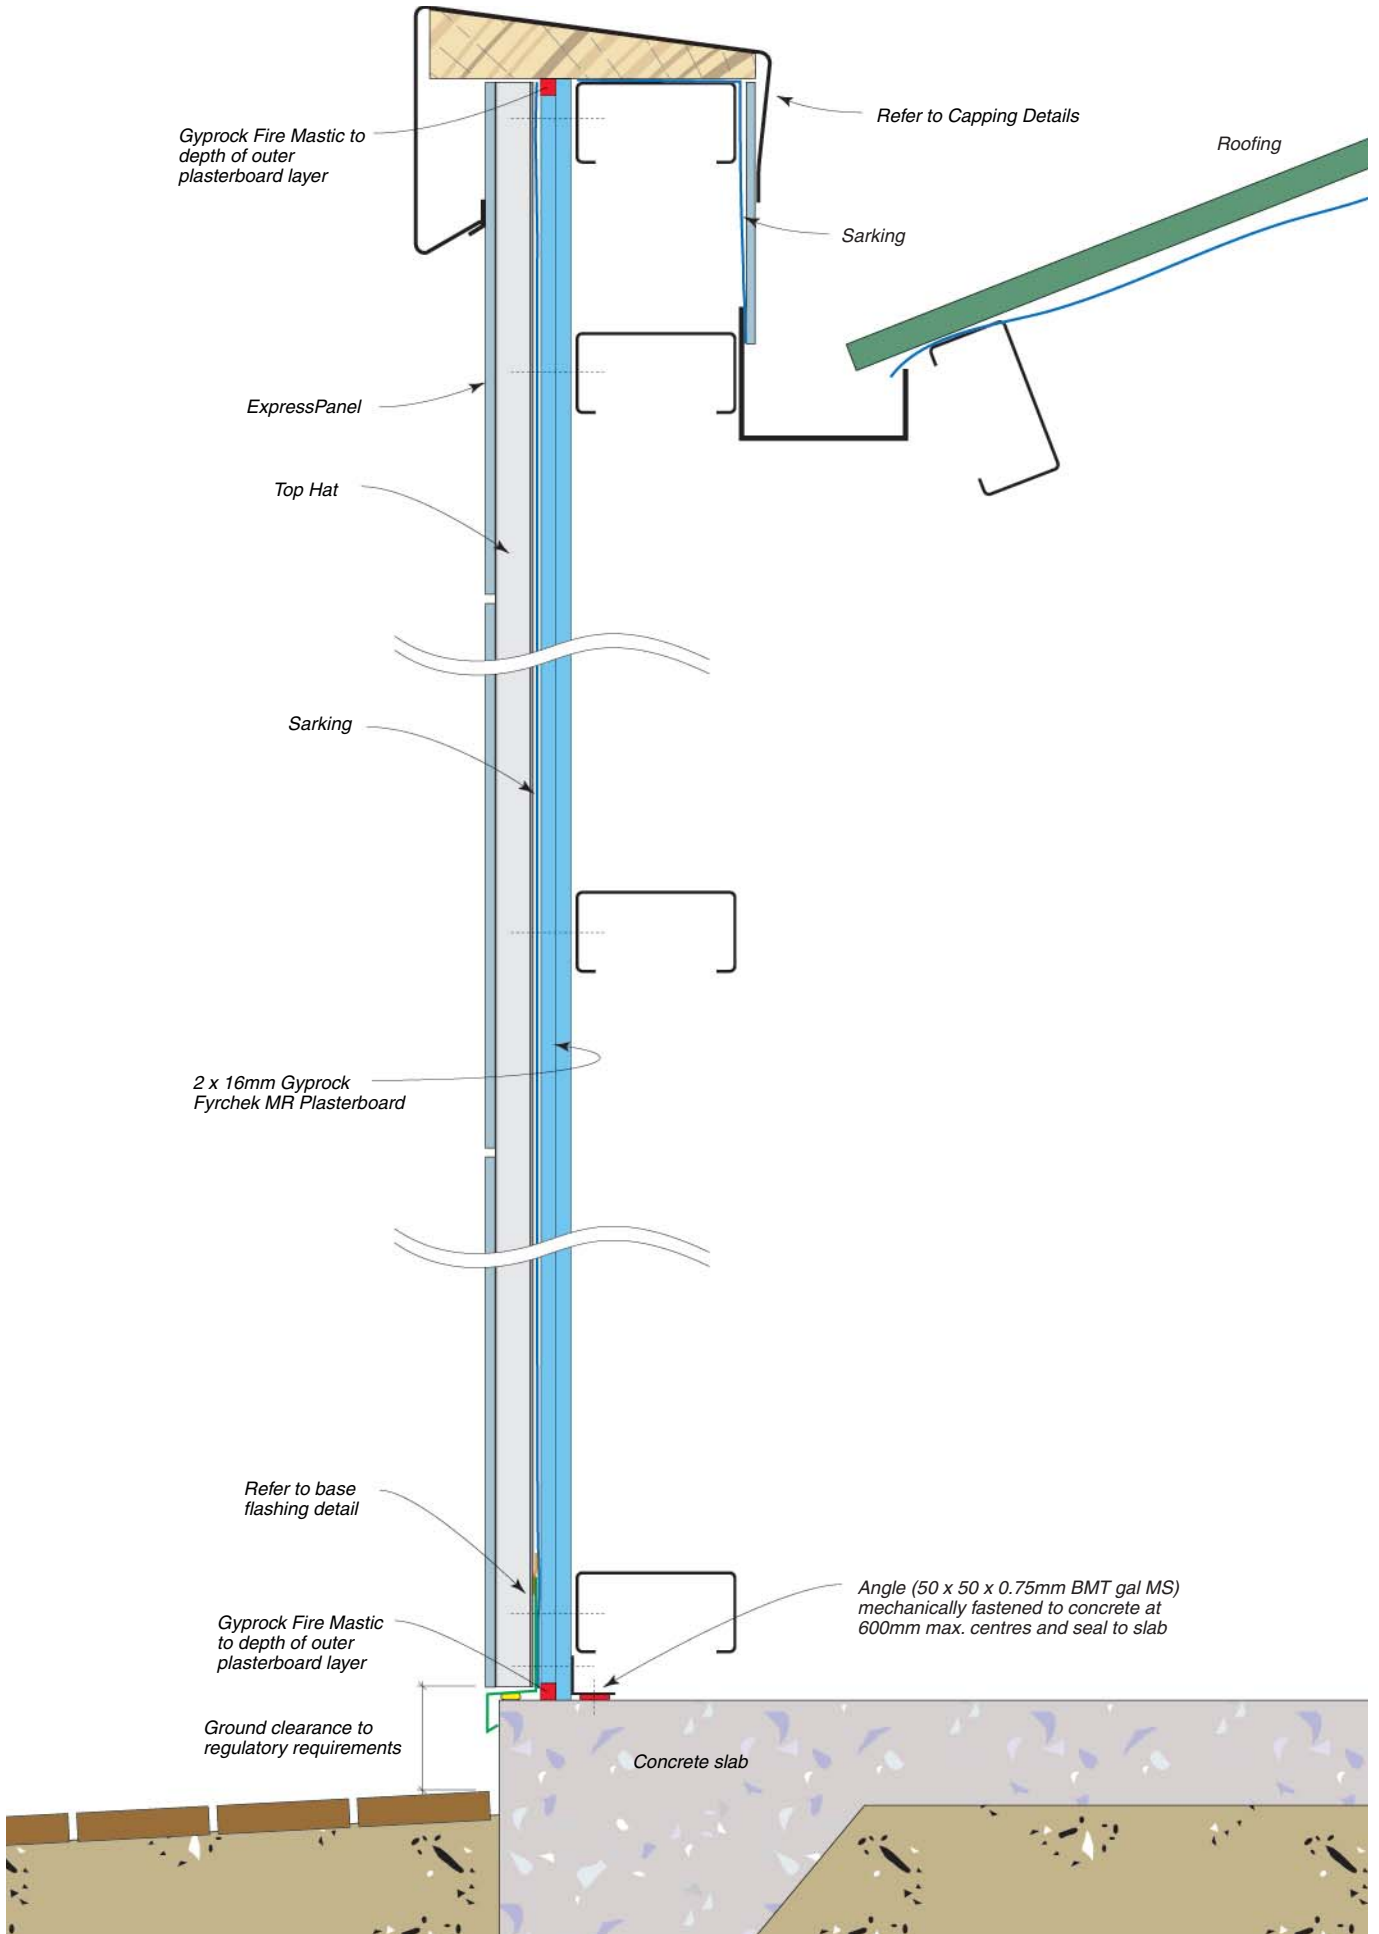 Refer to Capping Details
Gyprock Fire Mastic to
depth of outer
plasterboard layer
Roofing
Sarking
ExpressPanel
Top Hat
Sarking
2 x 16mm Gyprock
Fyrchek MR Plasterboard
Refer to base
flashing detail
Angle (50 x 50 x 0.75mm BMT gal MS)
mechanically fastened to concrete at
600mm max. centres and seal to slab
Gyprock Fire Mastic
to depth of outer
plasterboard layer
Ground clearance to
regulatory requirements
Concrete slab